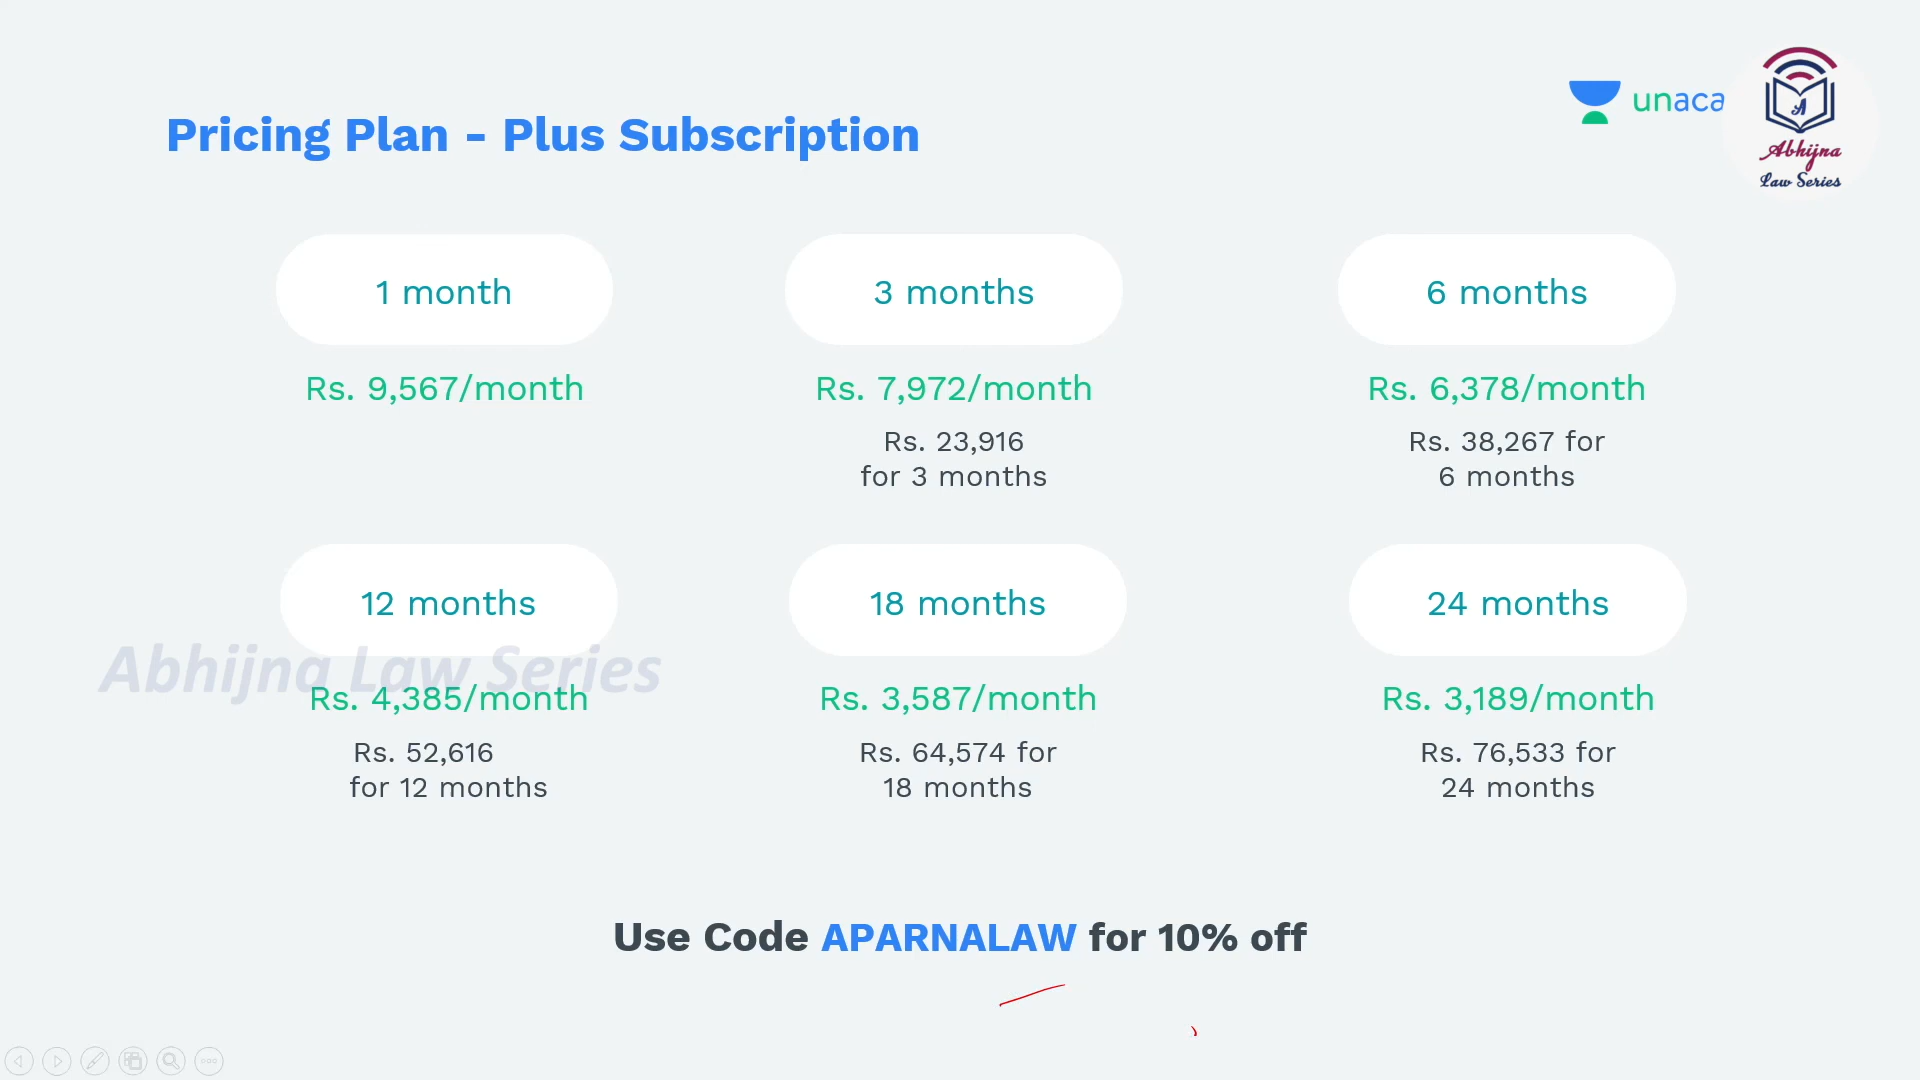 Pricing Plan - Plus Subscription
unaca
A
Abhijna
Law Series
1 month
3 months
6 months
Rs. 9,567/month
Rs. 7,972/month
Rs. 6,378/month
Rs. 23,916
for 3 months
Rs. 38,267 for
6 months
12 months
18 months
24 months
Abhijna Law Series
Rs. 4,385/month
Rs. 3,587/month
Rs. 3,189/month
Rs. 52,616
for 12 months
Rs. 64,574 for
18 months
Rs. 76,533 for
24 months
Use Code APARNALAW for 10% off